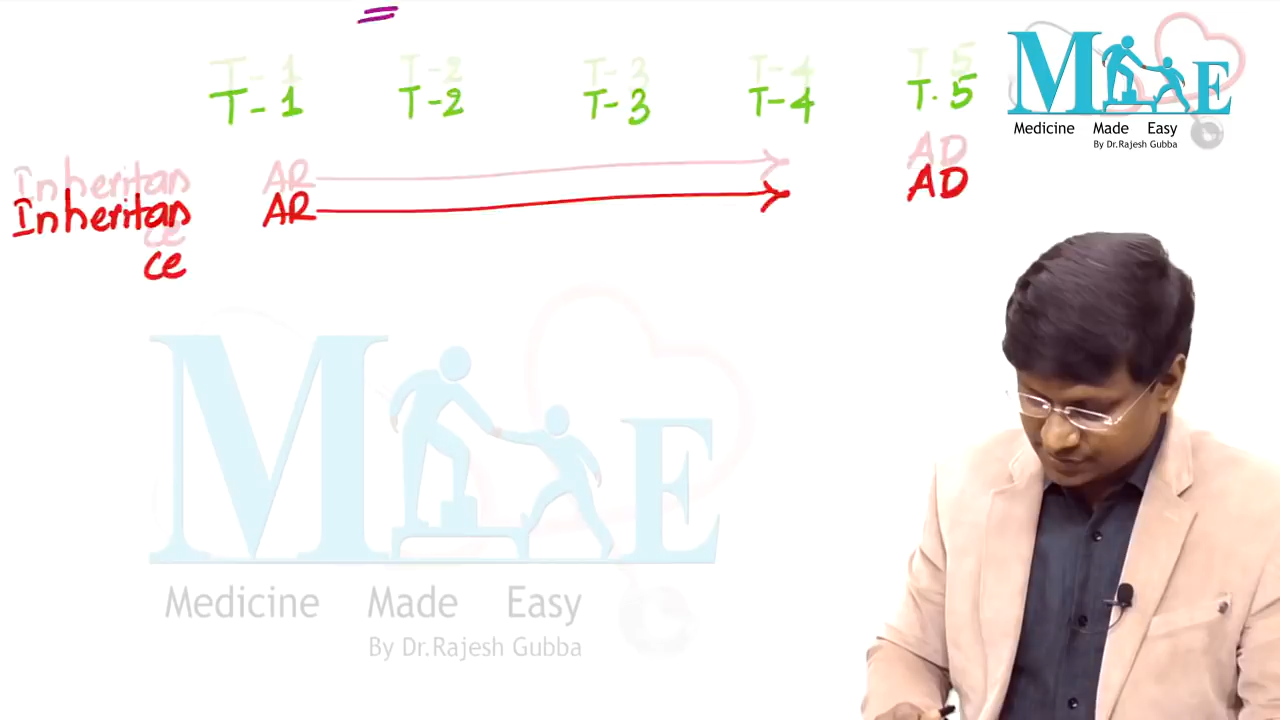 T-1 T-2 T-3 T-4 T-5
Inheritan AR AD
ce
MADE
Medicine Made Easy
By Dr.Rajesh Gubba
M E
Medicine Made Easy
By Dr.Rajesh Gubba